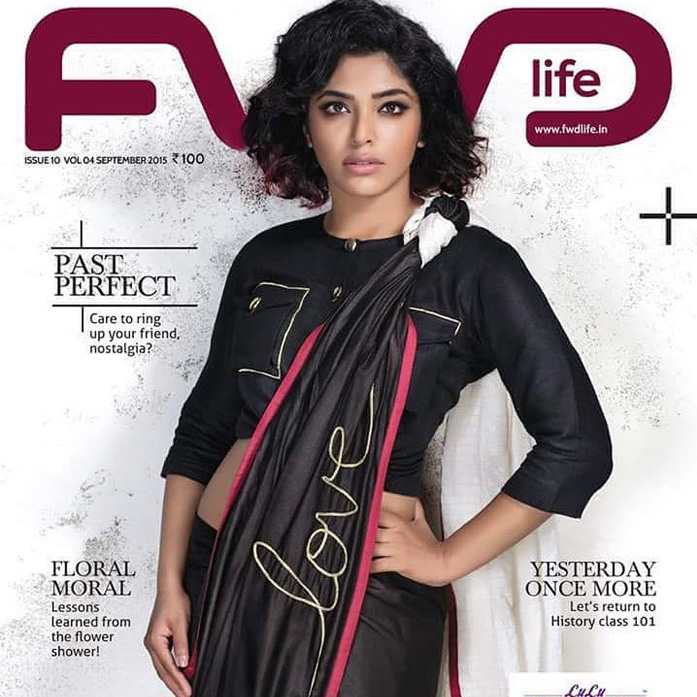 FWD
life
www.fwdlife.in
ISSUE 10 VOL 04 SEPTEMBER 2015 ₹ 100
PAST
PERFECT
Care to ring
up your friend,
nostalgia?
love
FLORAL
MORAL
Lessons
learned from
the flower
shower!
YESTERDAY
ONCE MORE
Let's return to
History class 101
LuLu